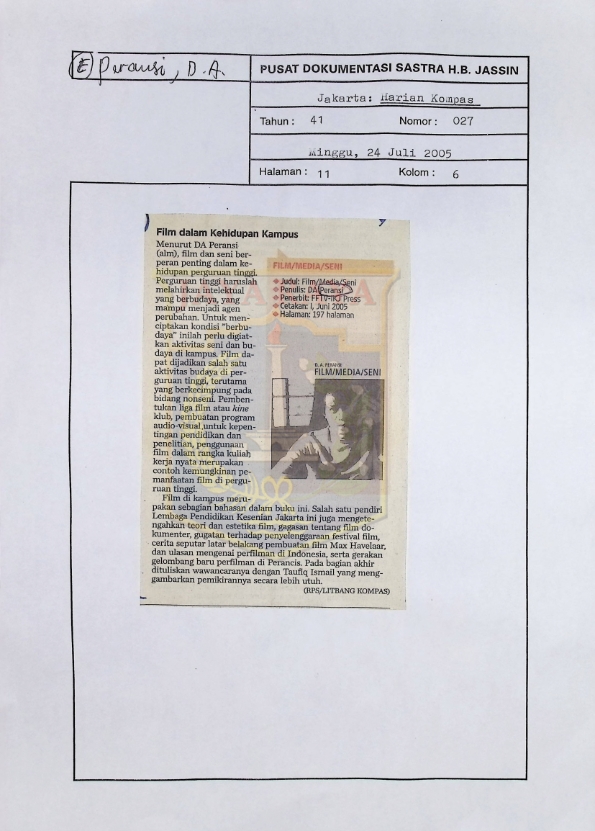 (E) Peransi, D.A.
PUSAT DOKUMENTASI SASTRA H.B. JASSIN
Jakarta: Harian Kompas
Tahun : 41 Nomor : 027
Minggu, 24 Juli 2005
Halaman : 11 Kolom : 6
Film dalam Kehidupan Kampus
Menurut DA Peransi
(alm), film dan seni ber-
peran penting dalam ke-
hidupan perguruan tinggi.
Perguruan tinggi haruslah
melahirkan intelektual
yang berbudaya, yang
mampu menjadi agen
perubahan. Untuk men-
ciptakan kondisi "berbu-
daya" inilah perlu digiat-
kan aktivitas seni dan bu-
daya di kampus. Film da-
pat dijadikan salah satu
aktivitas budaya di per-
guruan tinggi, terutama
yang berkecimpung pada
bidang nonseni. Pemben-
tukan liga film atau kine
klub, pembuatan program
audio-visual untuk kepen-
tingan pendidikan dan
penelitian, penggunaan
film dalam rangka kuliah
kerja nyata merupakan
contoh kemungkinan pe-
manfaatan film di pergu-
ruan tinggi.
FILM/MEDIA/SENI
Judul: Film/Media/Seni
Penulis: DA Peransi
Penerbit: FFTV-IKJ Press
Cetakan: I, Juni 2005
Halaman: 197 halaman
D. A. PERANSI
FILM/MEDIA/SENI
Film di kampus meru-
pakan sebagian bahasan dalam buku ini. Salah satu pendiri
Lembaga Pendidikan Kesenian Jakarta ini juga mengete-
ngahkan teori dan estetika film, gagasan tentang film do-
kumenter, gugatan terhadap penyelenggaraan festival film,
cerita seputar latar belakang pembuatan film Max Havelaar,
dan ulasan mengenai perfilman di Indonesia, serta gerakan
gelombang baru perfilman di Perancis. Pada bagian akhir
dituliskan wawancaranya dengan Taufiq Ismail yang meng-
gambarkan pemikirannya secara lebih utuh.
(RPS/LITBANG KOMPAS)